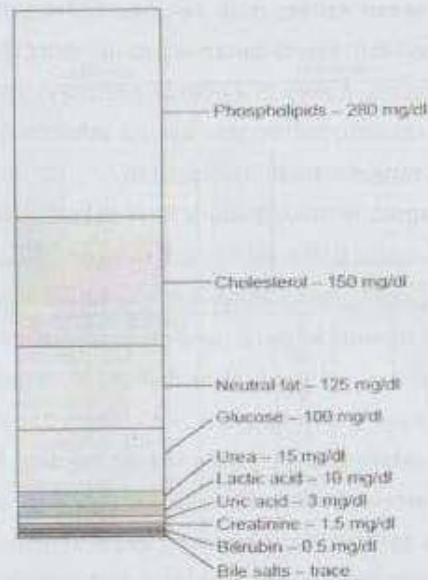 Phospholipids – 280 mg/dl
Cholesterol – 150 mg/dl
Neutral fat – 125 mg/dl
Glucose – 100 mg/dl
Urea – 15 mg/dl
Lactic acid – 10 mg/dl
Uric acid – 3 mg/dl
Creatinine – 1.5 mg/dl
Bilirubin – 0.5 mg/dl
Bile salts – trace